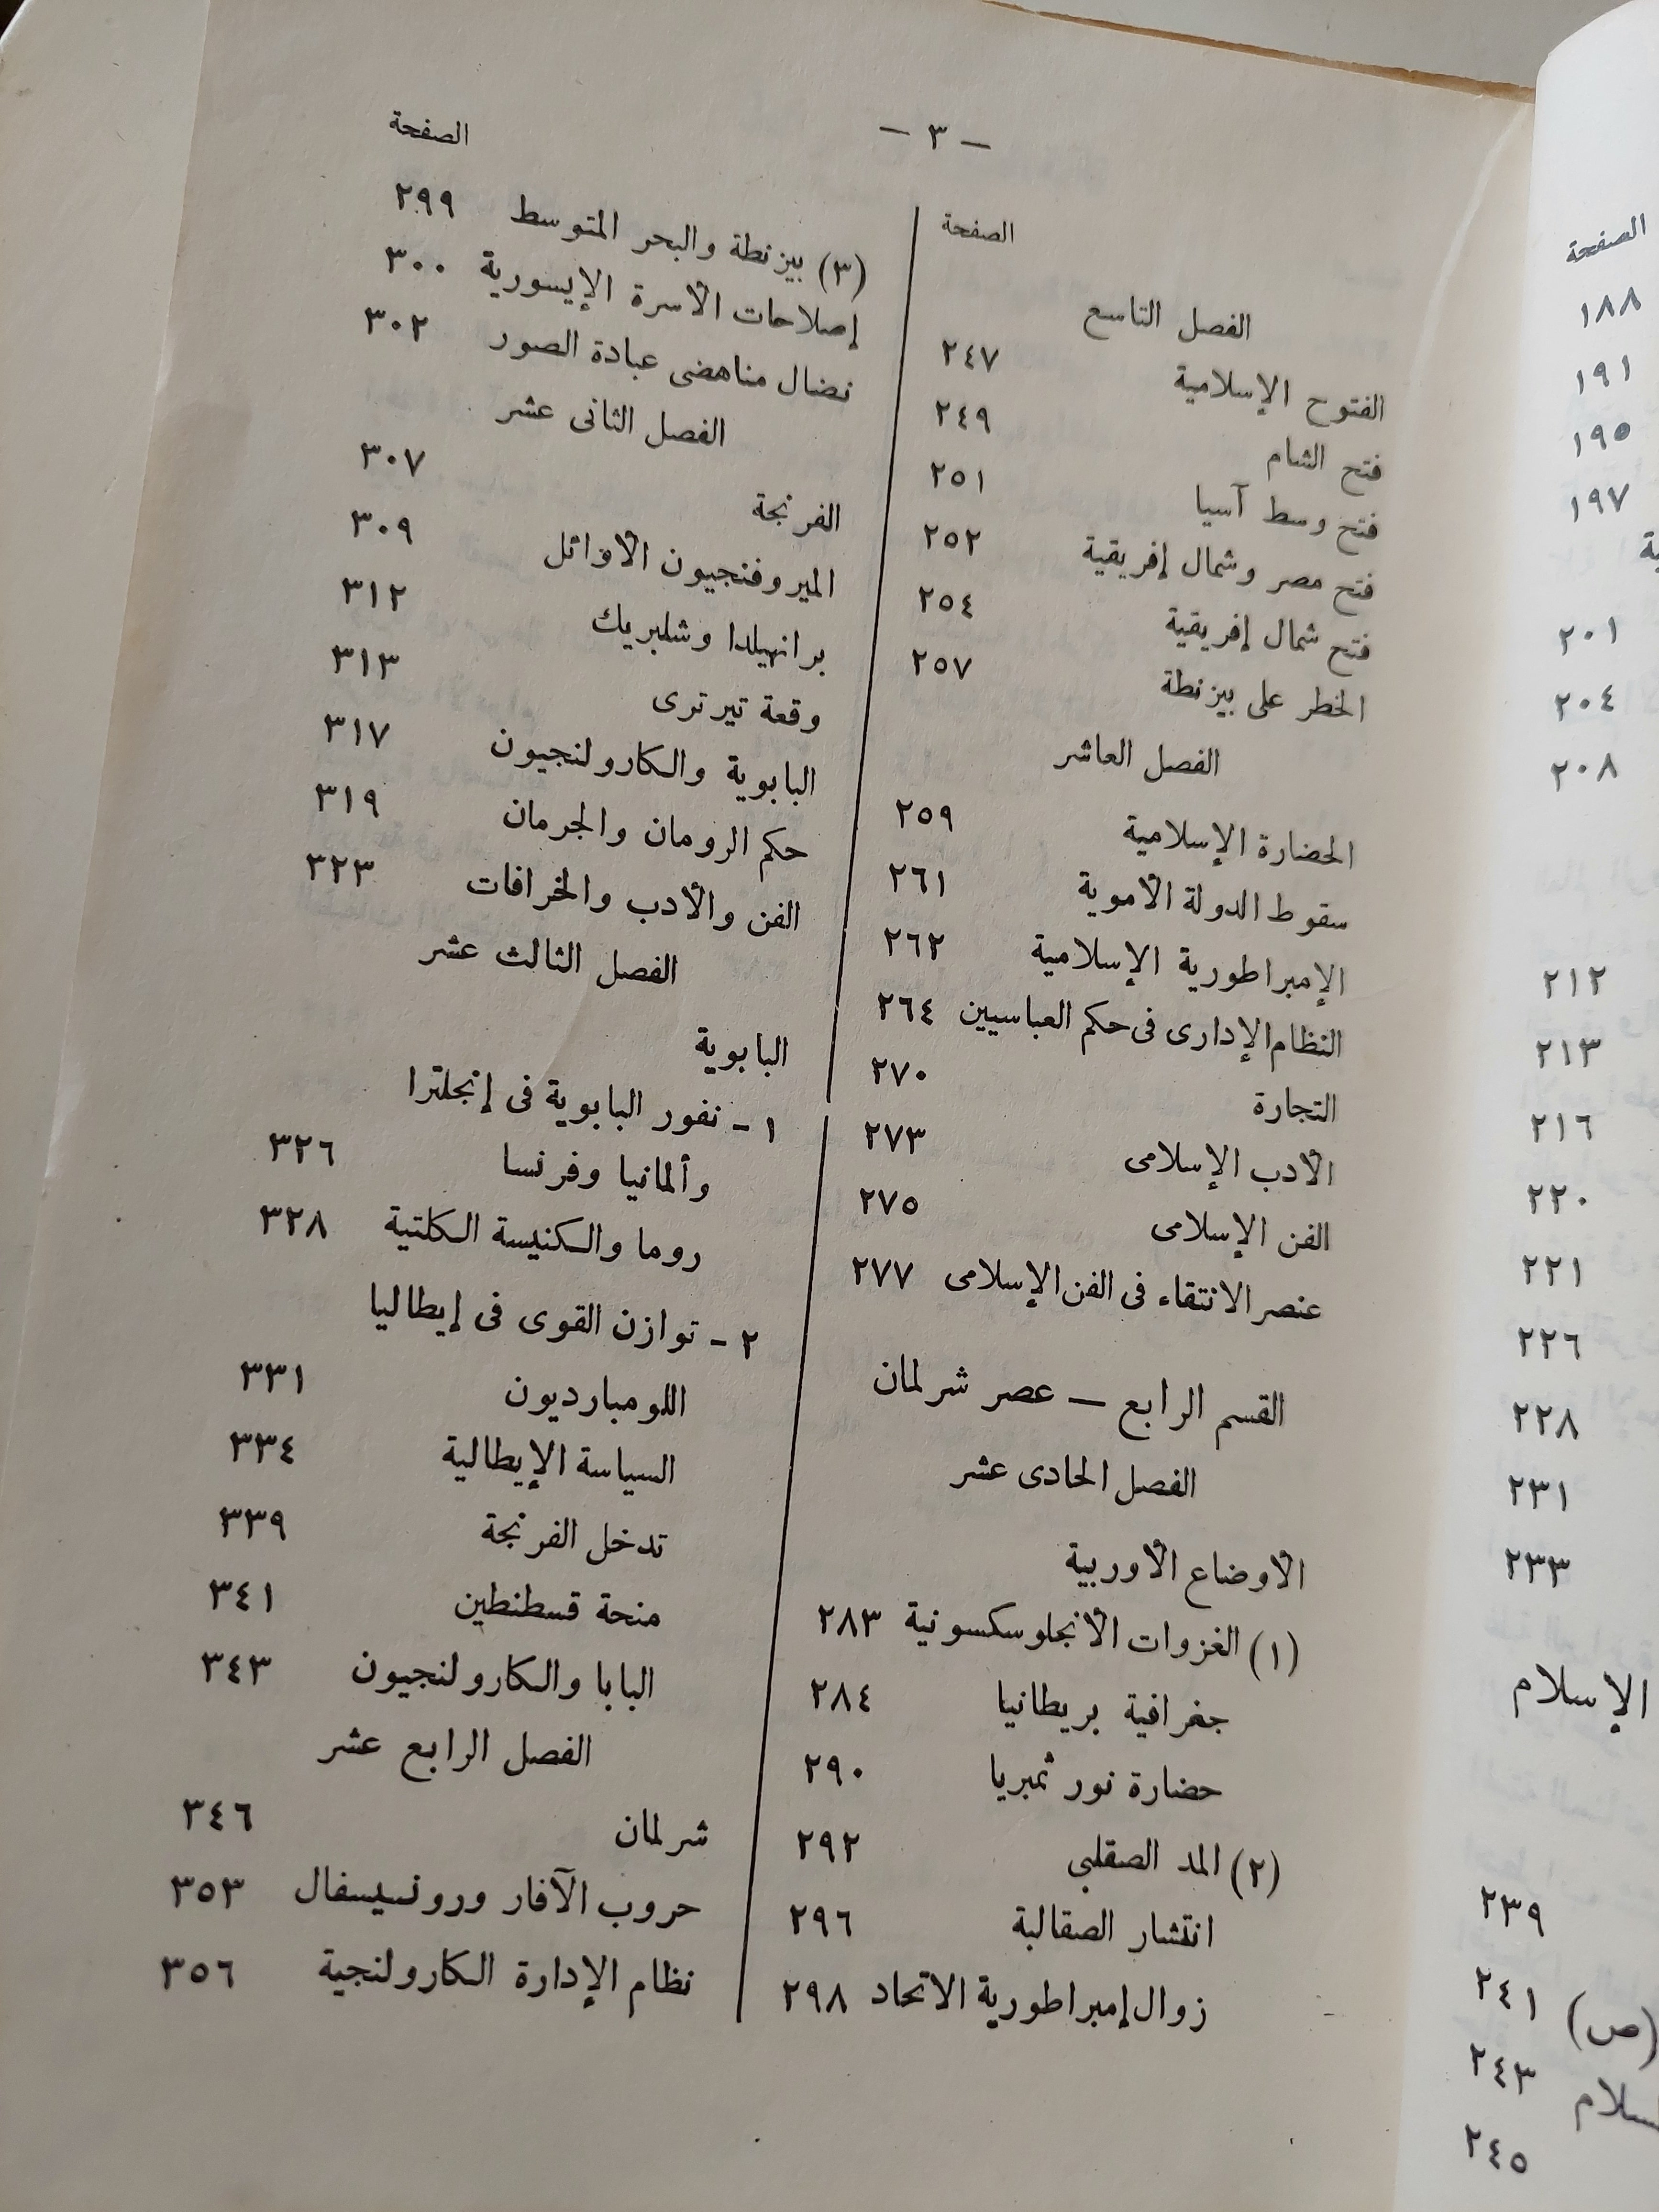 — ٣ —
الصفحة
الفصل التاسع
الفتوح الإسلامية ٢٤٧
فتح الشام ٢٤٩
فتح وسط آسيا ٢٥١
فتح مصر وشمال إفريقية ٢٥٢
فتح شمال إفريقية ٢٥٤
الخطر على بيزنطة ٢٥٧
الفصل العاشر
الحضارة الإسلامية ٢٥٩
سقوط الدولة الأموية ٢٦١
الإمبراطورية الإسلامية ٢٦٢
النظام الإدارى فى حكم العباسيين ٢٦٤
التجارة ٢٧٠
الأدب الإسلامى ٢٧٣
الفن الإسلامى ٢٧٥
عنصر الانتقاء فى الفن الإسلامى ٢٧٧
القسم الرابع — عصر شرلمان
الفصل الحادى عشر
الأوضاع الأوربية
(١) الغزوات الأنجلوسكسونية ٢٨٣
جغرافية بريطانيا ٢٨٤
حضارة نورثمبريا ٢٩٠
(٢) المد الصقلبى ٢٩٢
انتشار الصقالبة ٢٩٦
زوال إمبراطورية الاتحاد ٢٩٨
الصفحة
(٣) بيزنطة والبحر المتوسط ٢٩٩
إصلاحات الأسرة الإيسورية ٣٠٠
نضال مناهضى عبادة الصور ٣٠٢
الفصل الثانى عشر
الفرنجة ٣٠٧
الميروفنجيون الأوائل ٣٠٩
برانهيلدا وشلبريك ٣١٢
وقعة تيرترى ٣١٣
البابوية والكارولنجيون ٣١٧
حكم الرومان والجرمان ٣١٩
الفن والأدب والخرافات ٣٢٣
الفصل الثالث عشر
البابوية
١ - نفور البابوية فى إنجلترا
وألمانيا وفرنسا ٣٢٦
روما والكنيسة الكلتية ٣٢٨
٢ - توازن القوى فى إيطاليا
اللومبارديون ٣٣١
السياسة الإيطالية ٣٣٤
تدخل الفرنجة ٣٣٩
منحة قسطنطين ٣٤١
البابا والكارولنجيون ٣٤٣
الفصل الرابع عشر
شرلمان ٣٤٦
حروب الآفار ورونسيسفال ٣٥٣
نظام الإدارة الكارولنجية ٣٥٦
الصفحة
١٨٨
١٩١
١٩٥
١٩٧
٢٠١
٢٠٤
٢٠٨
٢١٢
٢١٣
٢١٦
٢٢٠
٢٢١
٢٢٦
٢٢٨
٢٣١
٢٣٣
الإسلام
٢٣٩
(ص) ٢٤١
٢٤٣
٢٤٥